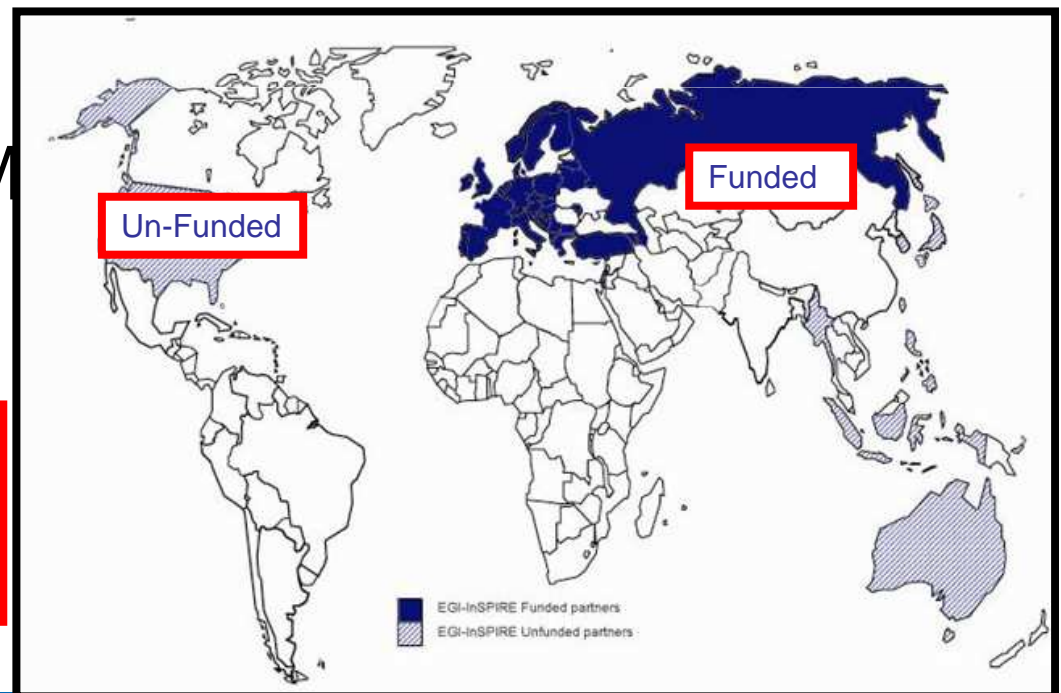 M
Un-Funded
Funded
EGI-InSPIRE Funded partners
EGI-InSPIRE Unfunded partners